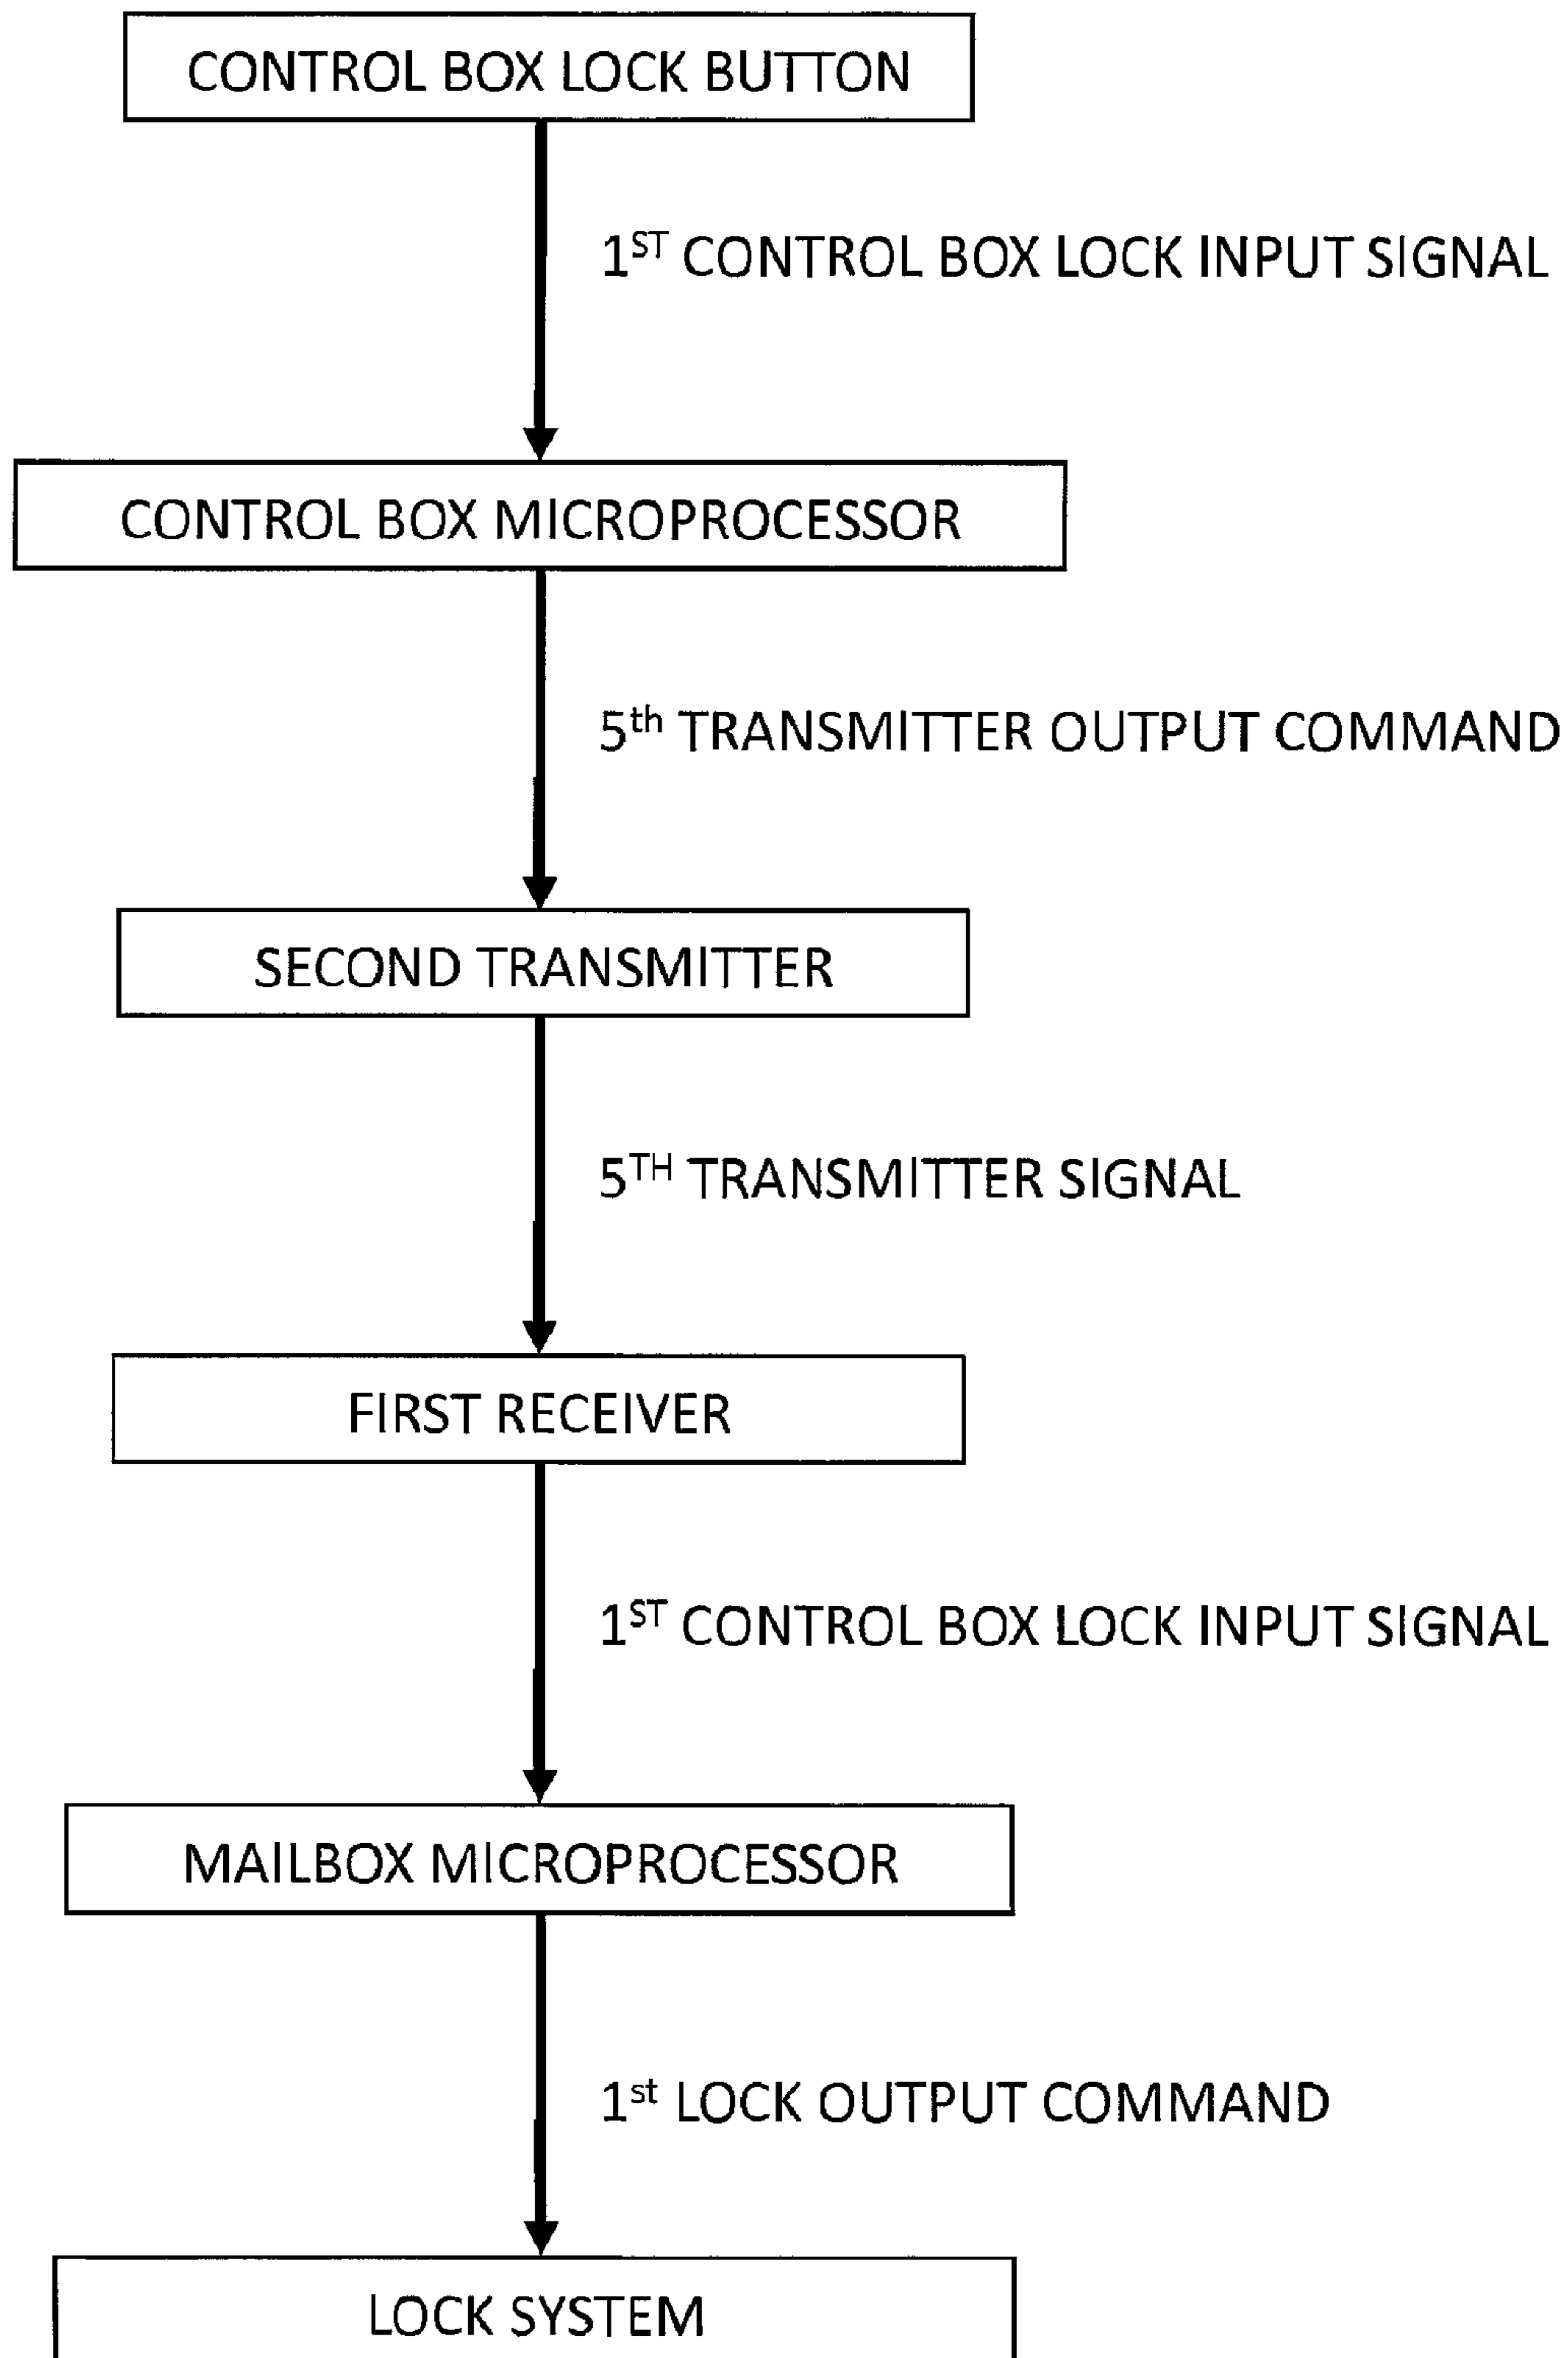 CONTROL BOX LOCK BUTTON
1ST CONTROL BOX LOCK INPUT SIGNAL
CONTROL BOX MICROPROCESSOR
5th TRANSMITTER OUTPUT COMMAND
SECOND TRANSMITTER
5TH TRANSMITTER SIGNAL
FIRST RECEIVER
1ST CONTROL BOX LOCK INPUT SIGNAL
MAILBOX MICROPROCESSOR
1st LOCK OUTPUT COMMAND
LOCK SYSTEM